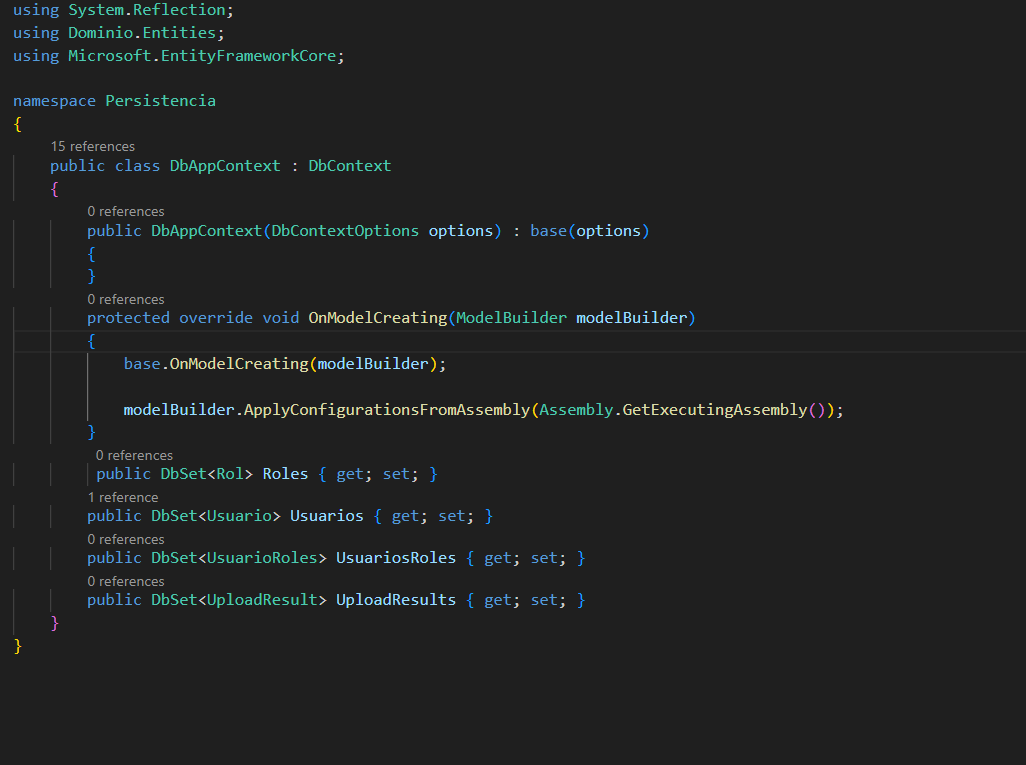 using System.Reflection;
using Dominio.Entities;
using Microsoft.EntityFrameworkCore;
namespace Persistencia
{
15 references
public class DbAppContext : DbContext
{
0 references
public DbAppContext(DbContextOptions options) : base(options)
{
}
0 references
protected override void OnModelCreating(ModelBuilder modelBuilder)
{
base.OnModelCreating(modelBuilder);
modelBuilder.ApplyConfigurationsFromAssembly(Assembly.GetExecutingAssembly());
}
0 references
public DbSet<Rol> Roles { get; set; }
1 reference
public DbSet<Usuario> Usuarios { get; set; }
0 references
public DbSet<UsuarioRoles> UsuariosRoles { get; set; }
0 references
public DbSet<UploadResult> UploadResults { get; set; }
}
}